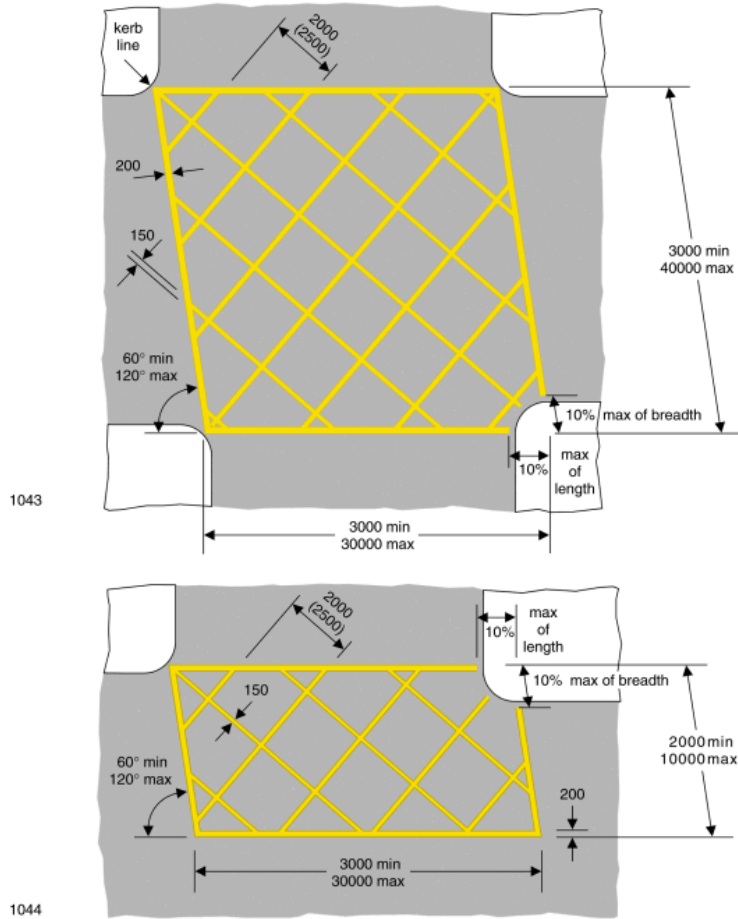 kerb
line
2000
(2500)
200
150
3000 min
40000 max
60° min
120° max
10% max of breadth
10%
max
of
length
1043
3000 min
30000 max
2000
(2500)
10%
max
of
length
10% max of breadth
150
60° min
120° max
2000 min
10000 max
200
3000 min
30000 max
1044